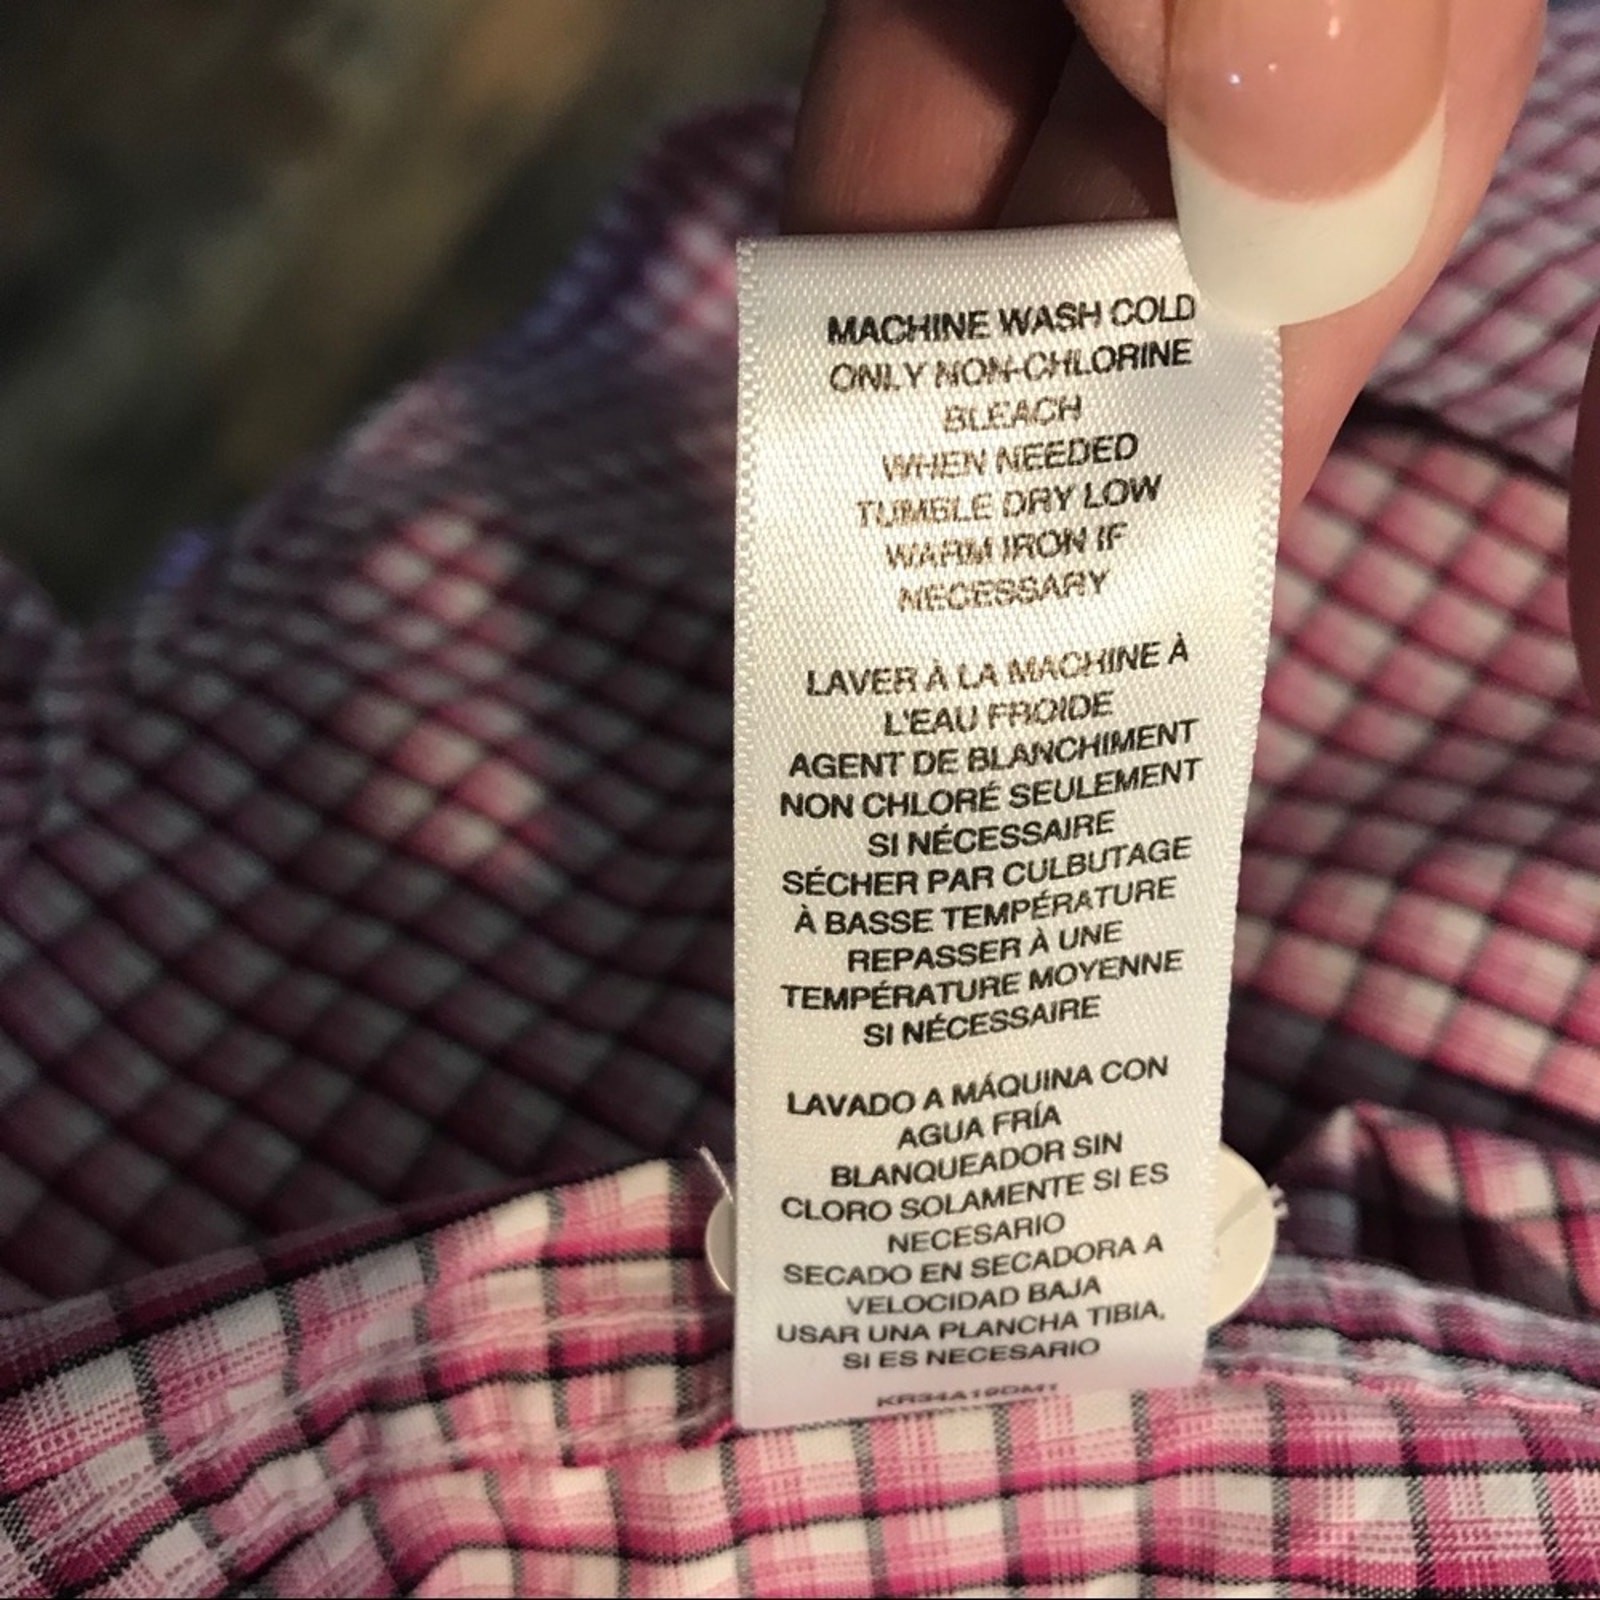 MACHINE WASH COLD
ONLY NON-CHLORINE
BLEACH
WHEN NEEDED
TUMBLE DRY LOW
WARM IRON IF
NECESSARY
LAVER À LA MACHINE À
L'EAU FROIDE
AGENT DE BLANCHIMENT
NON CHLORÉ SEULEMENT
SI NÉCESSAIRE
SÉCHER PAR CULBUTAGE
À BASSE TEMPÉRATURE
REPASSER À UNE
TEMPÉRATURE MOYENNE
SI NÉCESSAIRE
LAVADO A MÁQUINA CON
AGUA FRÍA
BLANQUEADOR SIN
CLORO SOLAMENTE SI ES
NECESARIO
SECADO EN SECADORA A
VELOCIDAD BAJA
USAR UNA PLANCHA TIBIA,
SI ES NECESARIO